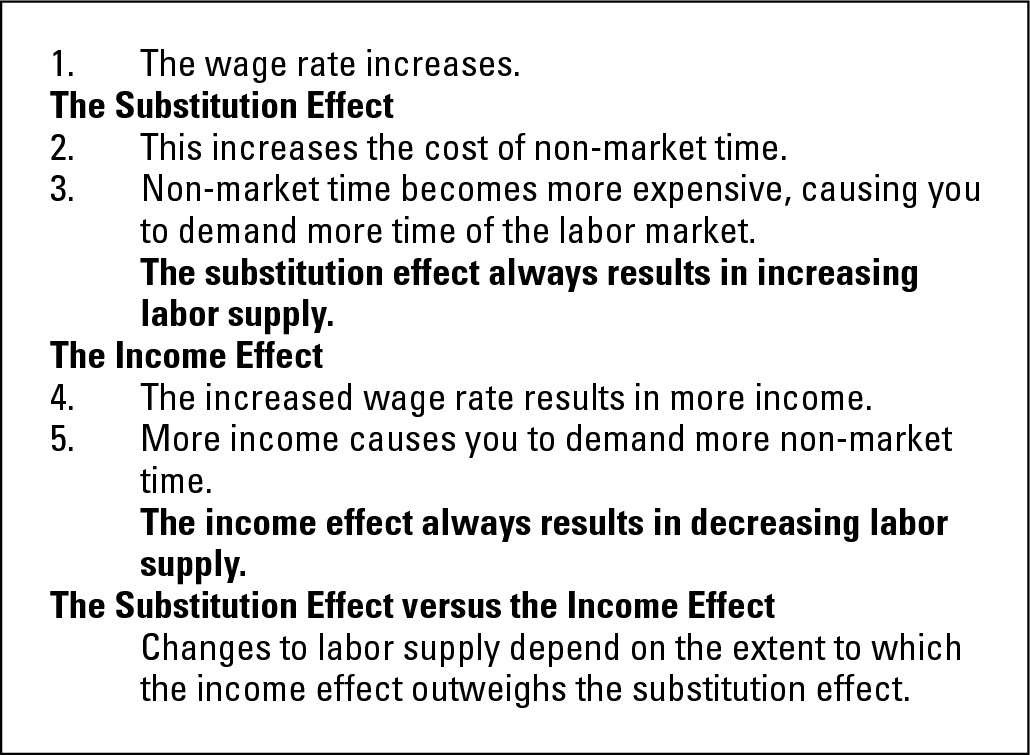 1. The wage rate increases.
The Substitution Effect
2. This increases the cost of non-market time.
3. Non-market time becomes more expensive, causing you
to demand more time of the labor market.
The substitution effect always results in increasing
labor supply.
The Income Effect
4. The increased wage rate results in more income.
5. More income causes you to demand more non-market
time.
The income effect always results in decreasing labor
supply.
The Substitution Effect versus the Income Effect
Changes to labor supply depend on the extent to which
the income effect outweighs the substitution effect.